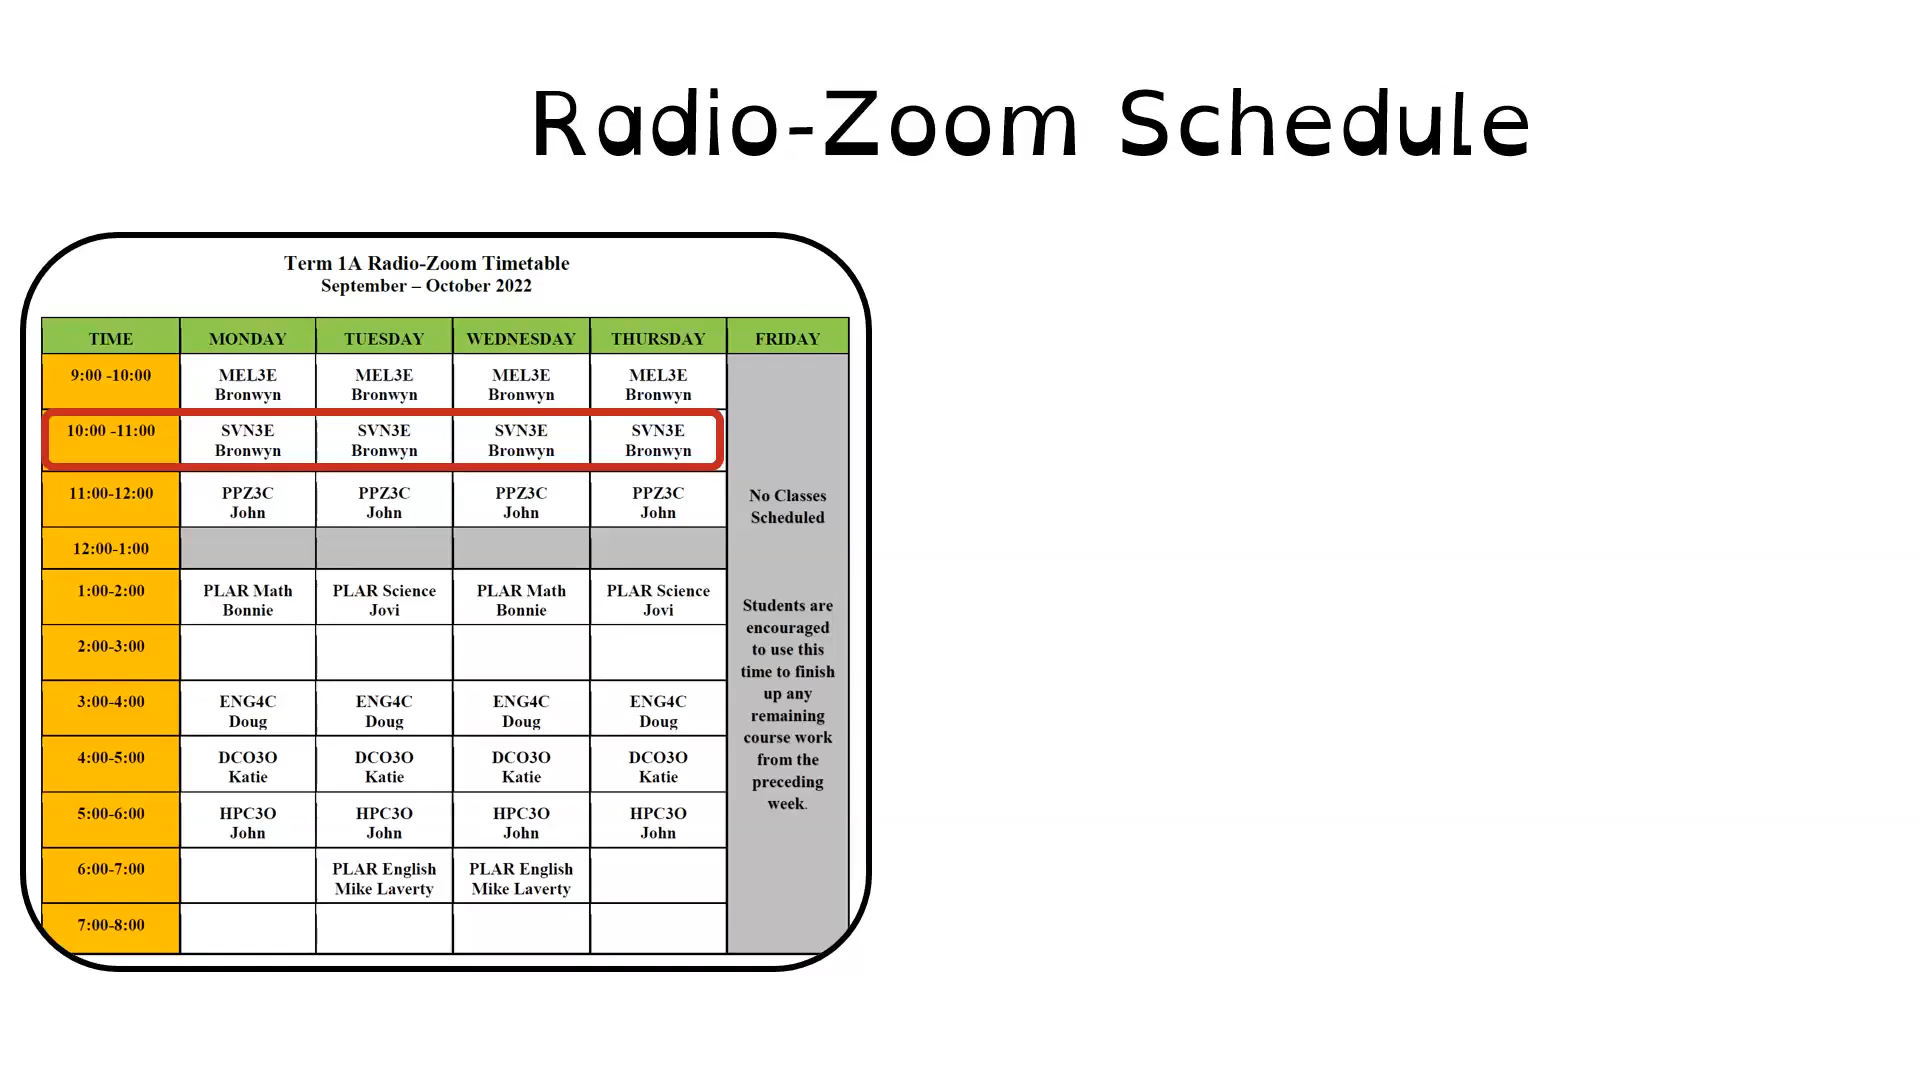 Radio-Zoom Schedule
Term 1A Radio-Zoom Timetable
September – October 2022
TIME MONDAY TUESDAY WEDNESDAY THURSDAY FRIDAY
9:00 -10:00 MEL3E MEL3E MEL3E MEL3E
Bronwyn Bronwyn Bronwyn Bronwyn
10:00 -11:00 SVN3E SVN3E SVN3E SVN3E
Bronwyn Bronwyn Bronwyn Bronwyn
11:00-12:00 PPZ3C PPZ3C PPZ3C PPZ3C
John John John John
12:00-1:00
1:00-2:00 PLAR Math PLAR Science PLAR Math PLAR Science
Bonnie Jovi Bonnie Jovi
2:00-3:00
3:00-4:00 ENG4C ENG4C ENG4C ENG4C
Doug Doug Doug Doug
4:00-5:00 DCO3O DCO3O DCO3O DCO3O
Katie Katie Katie Katie
5:00-6:00 HPC3O HPC3O HPC3O HPC3O
John John John John
6:00-7:00 PLAR English PLAR English
Mike Laverty Mike Laverty
7:00-8:00
No Classes
Scheduled
Students are
encouraged
to use this
time to finish
up any
remaining
course work
from the
preceding
week.